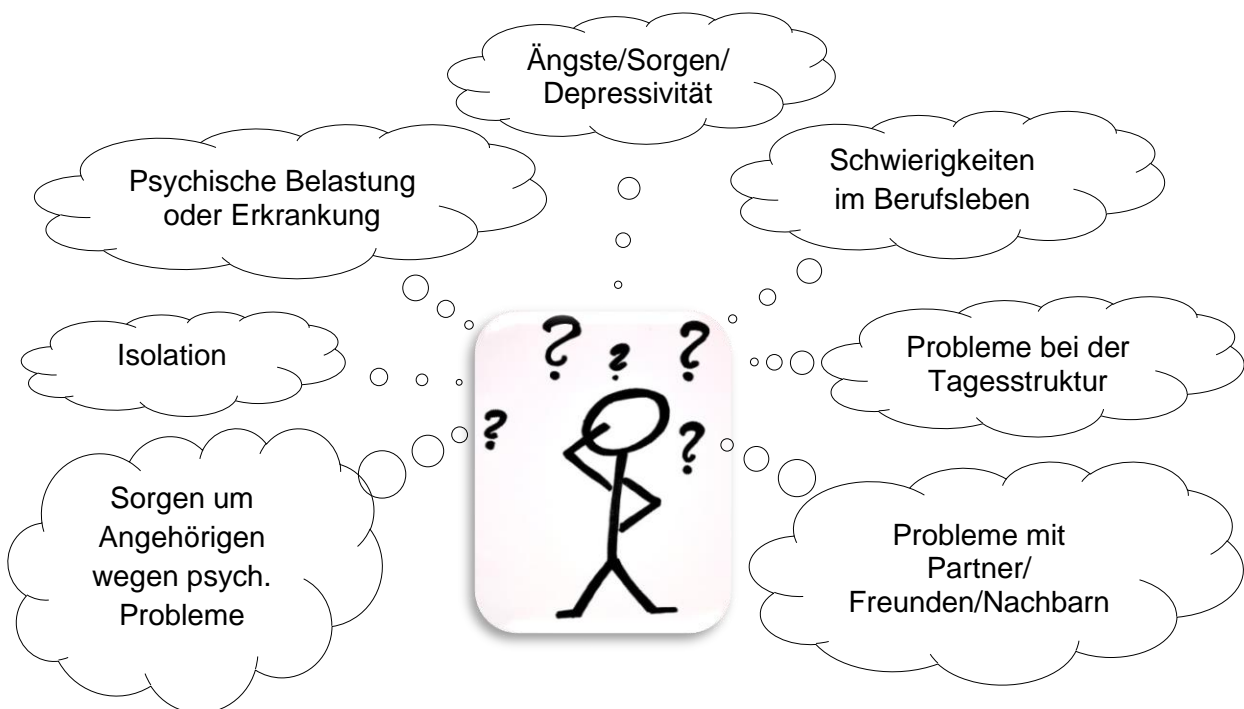 Ängste/Sorgen/
Depressivität
Psychische Belastung
oder Erkrankung
Schwierigkeiten
im Berufsleben
Isolation
Probleme bei der
Tagesstruktur
Sorgen um
Angehörigen
wegen psych.
Probleme
Probleme mit
Partner/
Freunden/Nachbarn
? ? ?
? ?